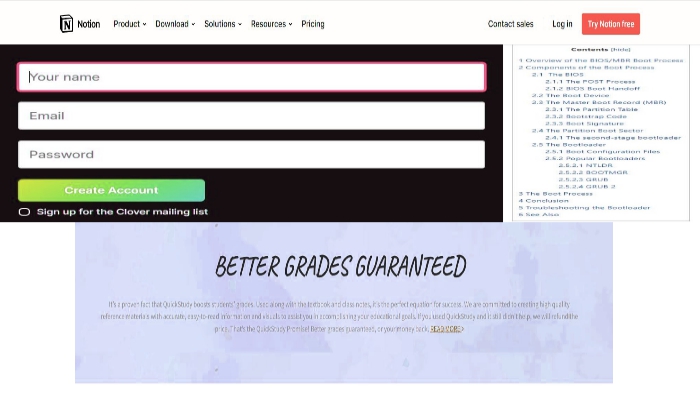 Notion
Product
Download
Solutions
Resources
Pricing
Contact sales
Log in
Try Notion free
Your name
Email
Password
Create Account
Sign up for the Clover mailing list
Contents [hide]
1 Overview of the BIOS/MBR Boot Process
2 Components of the Boot Process
2.1 The BIOS
2.1.1 The POST Process
2.1.2 BIOS Boot Handoff
2.2 The Boot Device
2.3 The Master Boot Record (MBR)
2.3.1 The Partition Table
2.3.2 Bootstrap Code
2.3.3 Boot Signature
2.4 The Partition Boot Sector
2.4.1 The second-stage bootloader
2.5 The Bootloader
2.5.1 Boot Configuration Files
2.5.2 Popular Bootloaders
2.5.2.1 NTLDR
2.5.2.2 BOOTMGR
2.5.2.3 GRUB
2.5.2.4 GRUB 2
3 The Boot Process
4 Conclusion
5 Troubleshooting the Bootloader
6 See Also
BETTER GRADES GUARANTEED
It's a proven fact that QuickStudy boosts students' grades. Used along with the textbook and class notes, it's the perfect equation for success. We are committed to creating high-quality
reference materials with accurate, easy-to-read information and visuals to assist you in accomplishing your educational goals. If you used QuickStudy and it still didn't help, we will refund the
price. That's the QuickStudy Promise! Better grades guaranteed, or your money back. READ MORE>